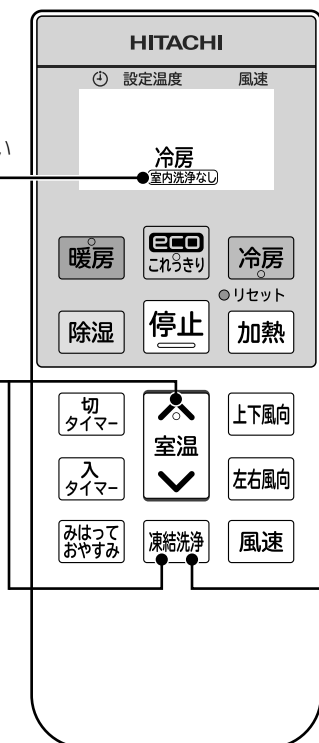 HITACHI
設定温度 風速
い
冷房
室内洗浄なし
暖房
eco
これっきり
冷房
リセット
除湿
停止
加熱
切
タイマー
室温
上下風向
入
タイマー
左右風向
みはって
おやすみ
凍結洗浄
風速